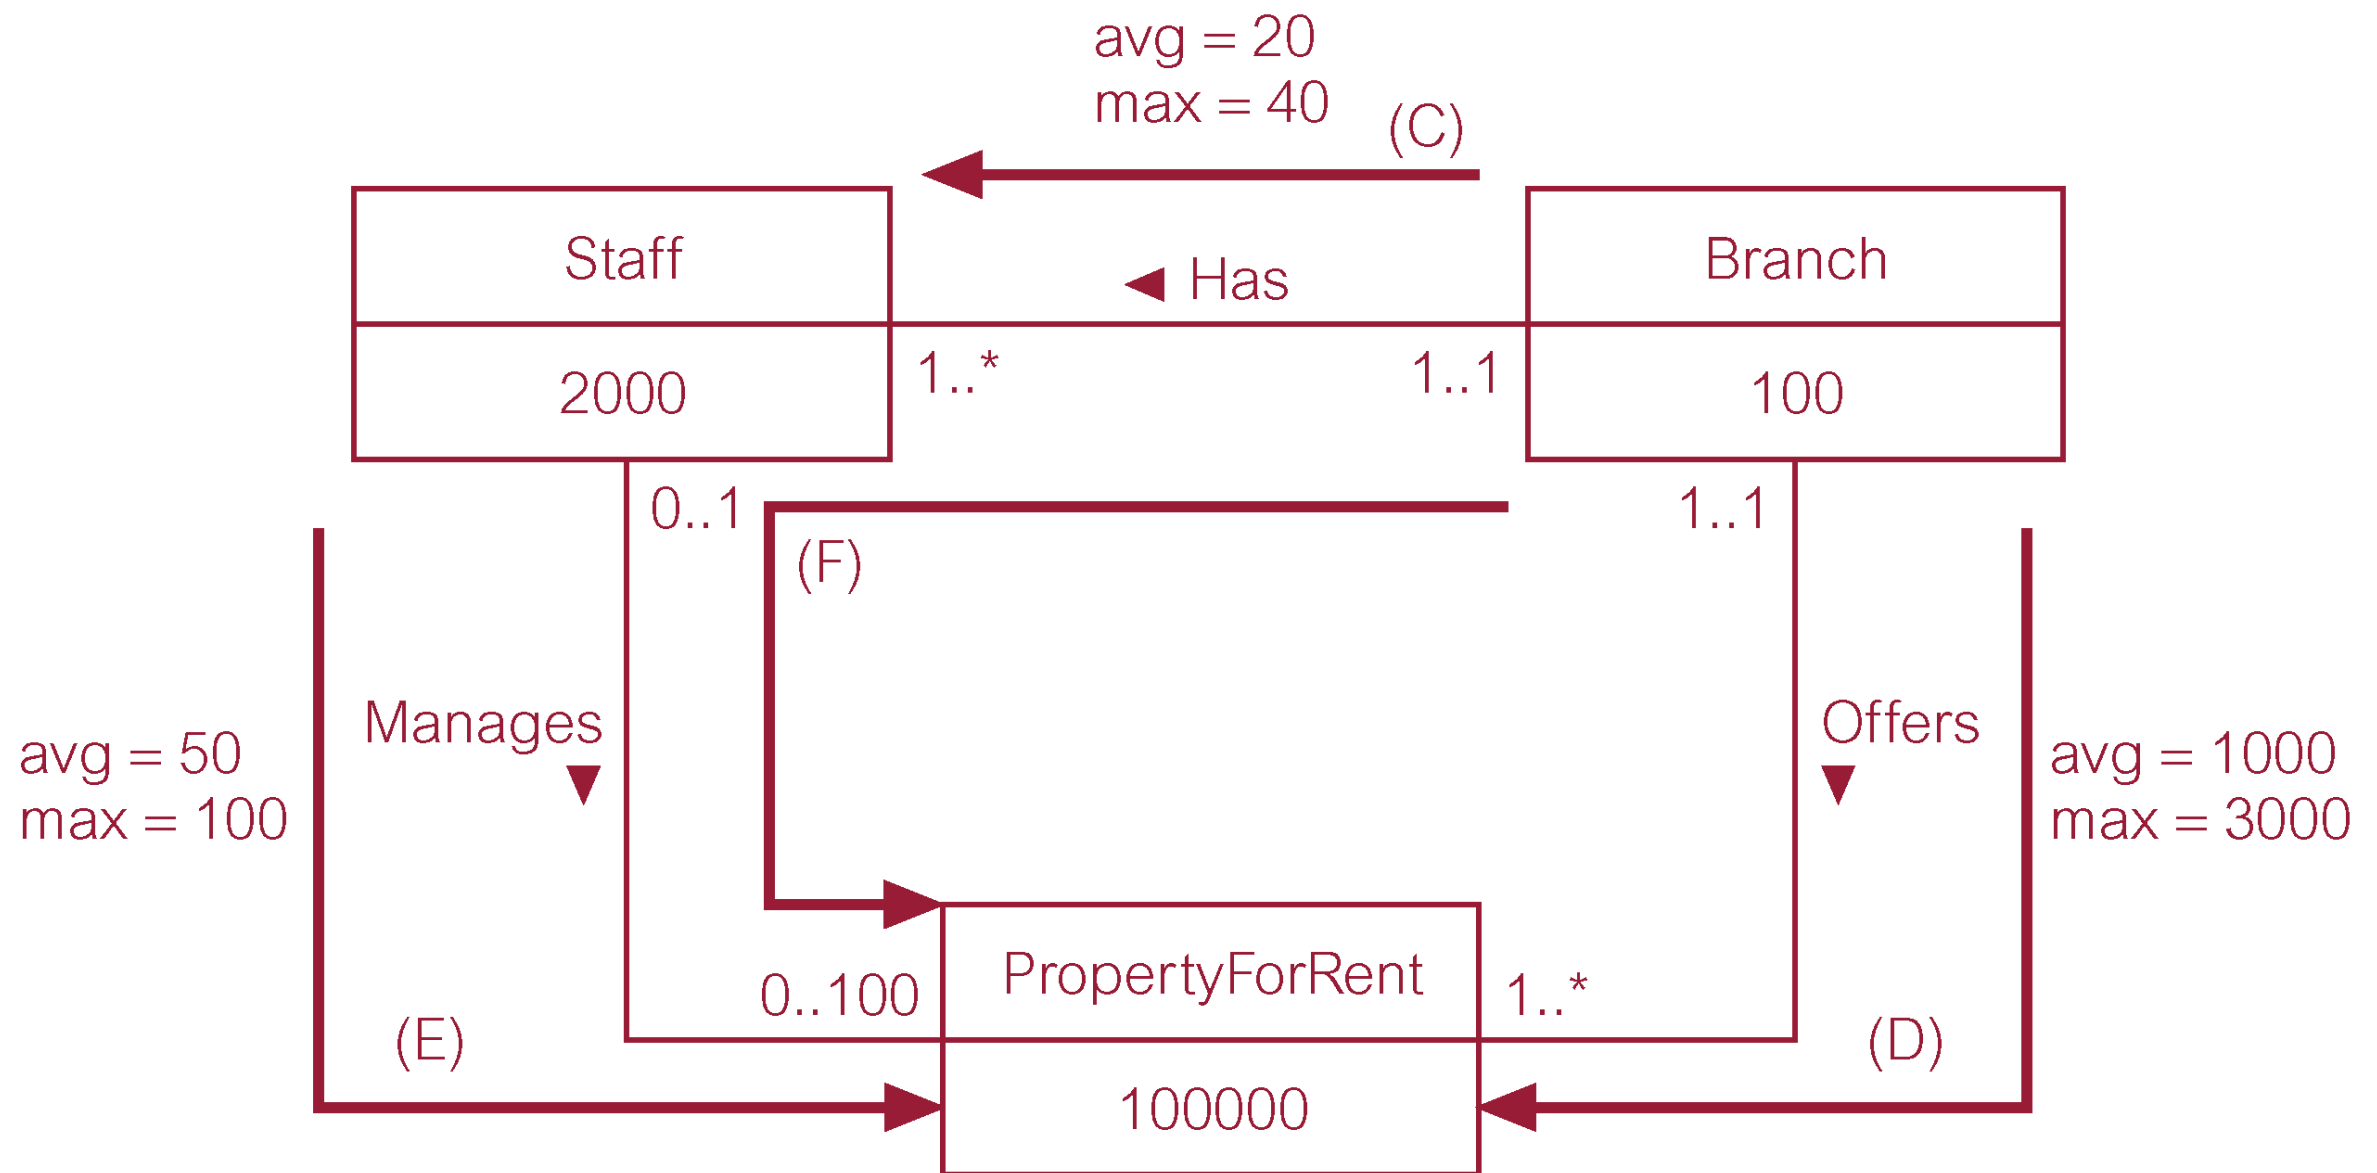 avg = 20
max = 40
(C)
Staff
Branch
Has
1..*
1..1
2000
100
0..1
1..1
(F)
Manages
Offers
avg = 50
max = 100
avg = 1000
max = 3000
PropertyForRent
0..100
1..*
(E)
(D)
100000